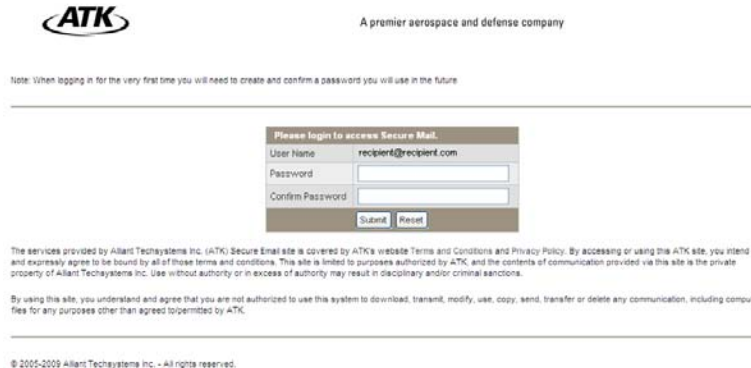 ATK
A premier aerospace and defense company
Note: When logging in for the very first time you will need to create and confirm a password you will use in the future
Please login to access Secure Mail.
User Name recipient@recipient.com
Password
Confirm Password
Submit Reset
The services provided by Alliant Techsystems Inc. (ATK) Secure Email site is covered by ATK's website Terms and Conditions and Privacy Policy. By accessing or using this ATK site, you intend
and expressly agree to be bound by all of those terms and conditions. This site is limited to purposes authorized by ATK, and the contents of communication provided via this site is the private
property of Alliant Techsystems Inc. Use without authority or in excess of authority may result in disciplinary and/or criminal sanctions.
By using this site, you understand and agree that you are not authorized to use this system to download, transmit, modify, use, copy, send, transfer or delete any communication, including compu
files for any purposes other than agreed to/permitted by ATK.
© 2005-2009 Alliant Techsystems Inc. - All rights reserved.